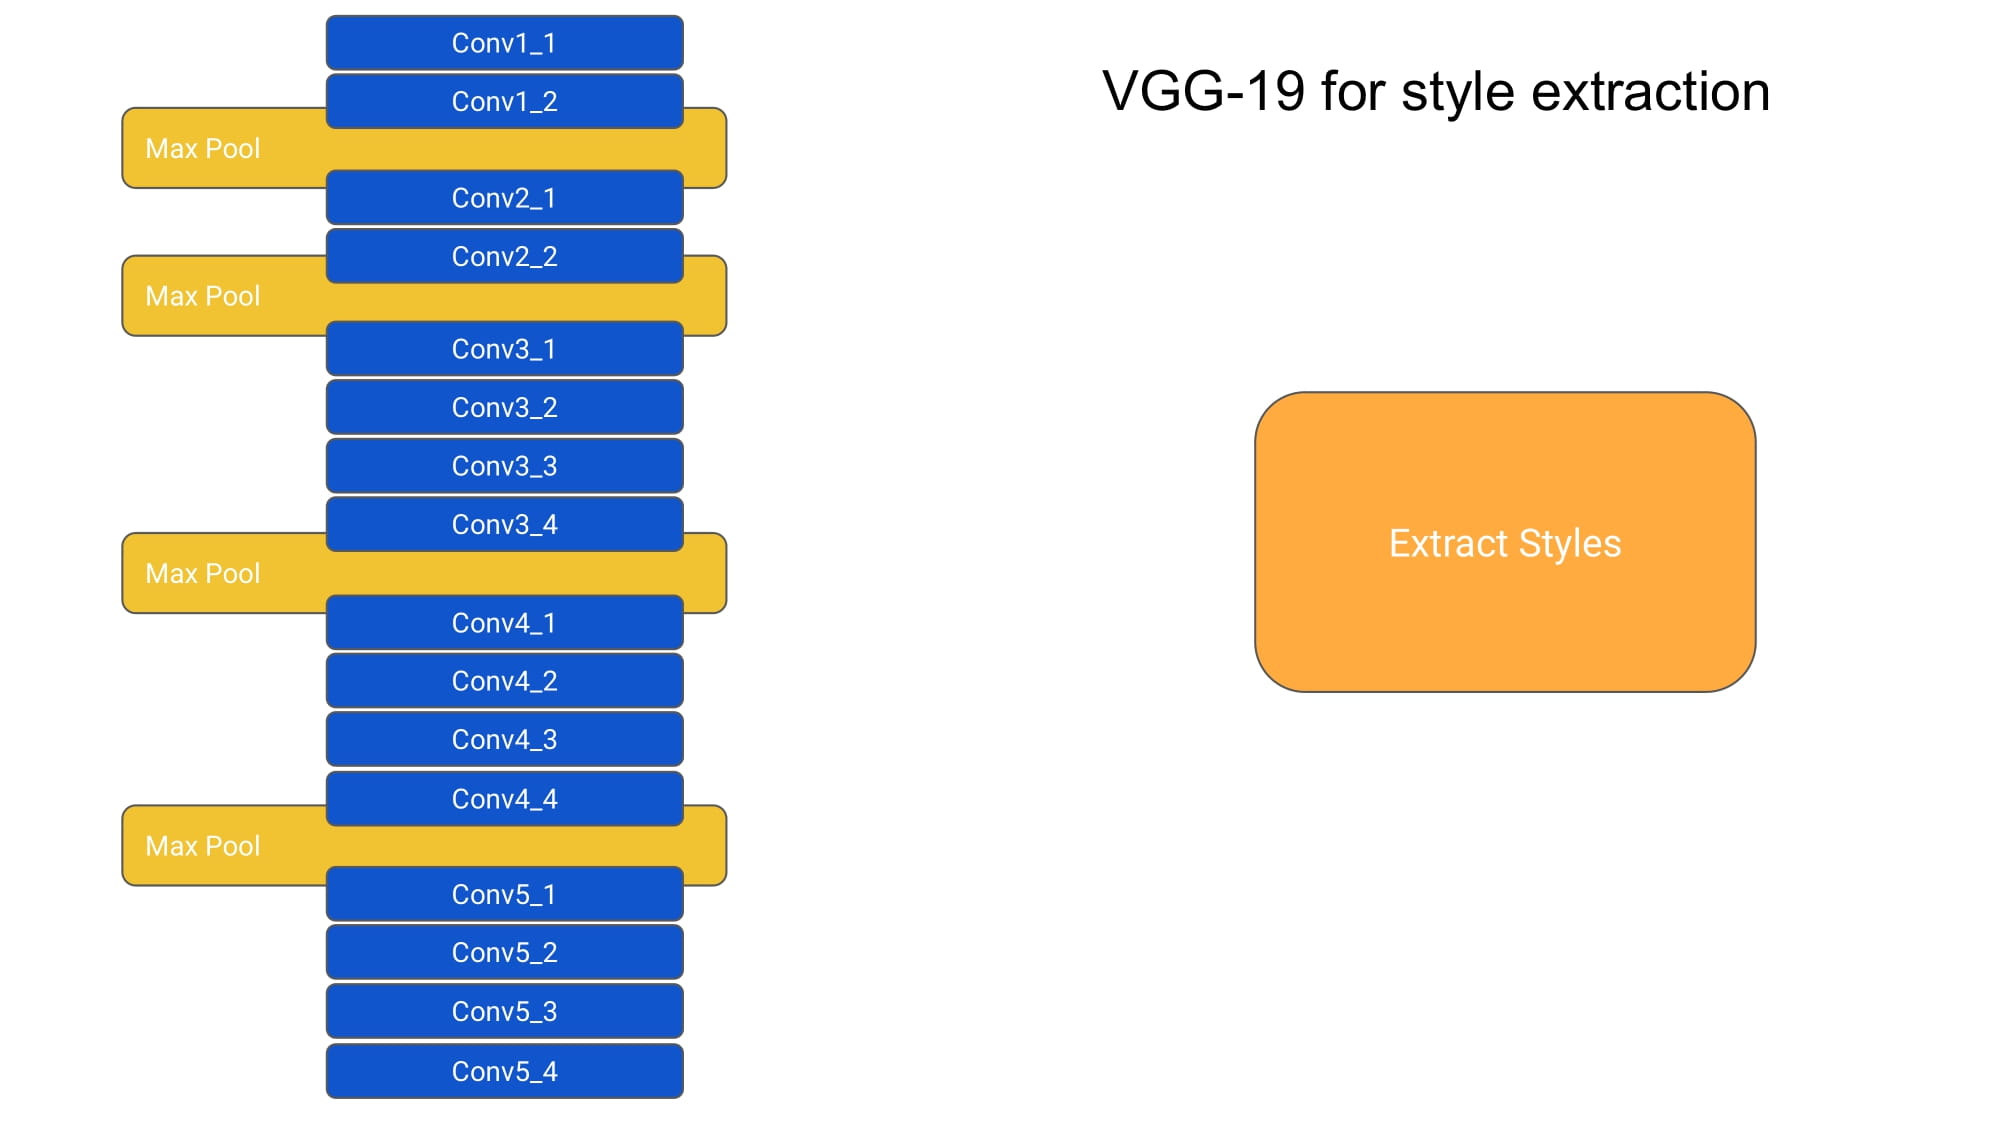 VGG-19 for style extraction
Conv1_1
Conv1_2
Max Pool
Conv2_1
Conv2_2
Max Pool
Conv3_1
Conv3_2
Conv3_3
Conv3_4
Max Pool
Conv4_1
Conv4_2
Conv4_3
Conv4_4
Max Pool
Conv5_1
Conv5_2
Conv5_3
Conv5_4
Extract Styles